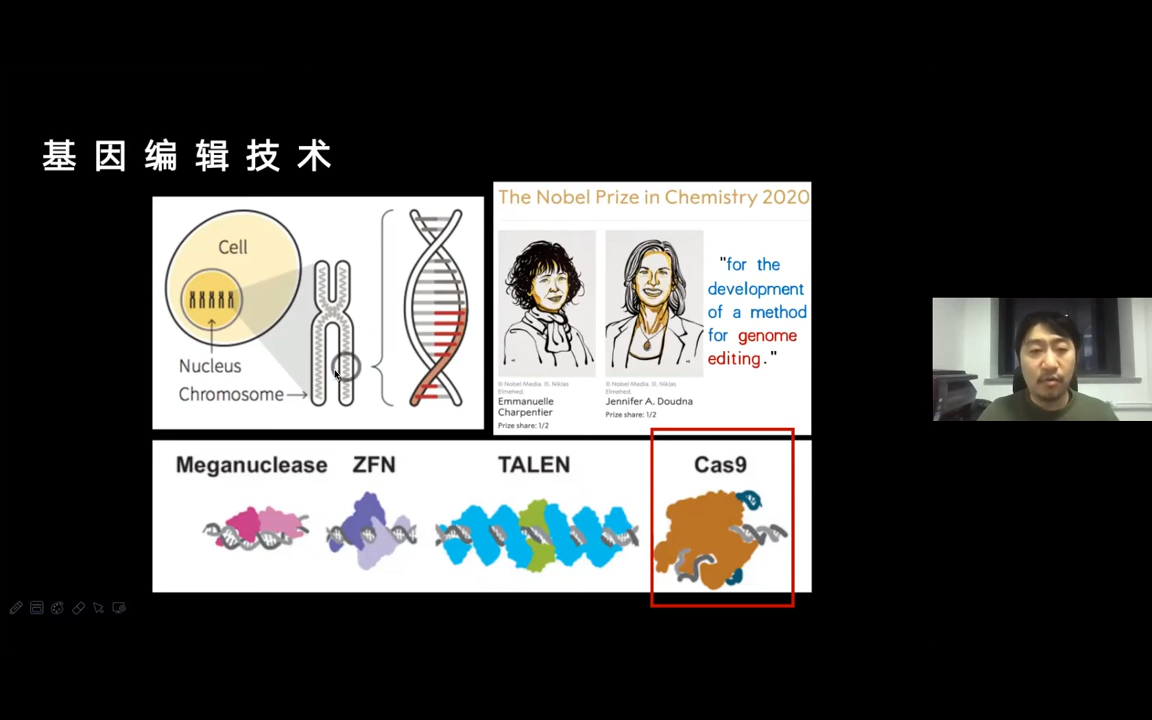 基因编辑技术
Cell
Nucleus
Chromosome
The Nobel Prize in Chemistry 2020
© Nobel Media. Ill. Niklas
Elmehed.
Emmanuelle
Charpentier
Prize share: 1/2
© Nobel Media. Ill. Niklas
Elmehed.
Jennifer A. Doudna
Prize share: 1/2
"for the
development
of a method
for genome
editing."
Meganuclease
ZFN
TALEN
Cas9